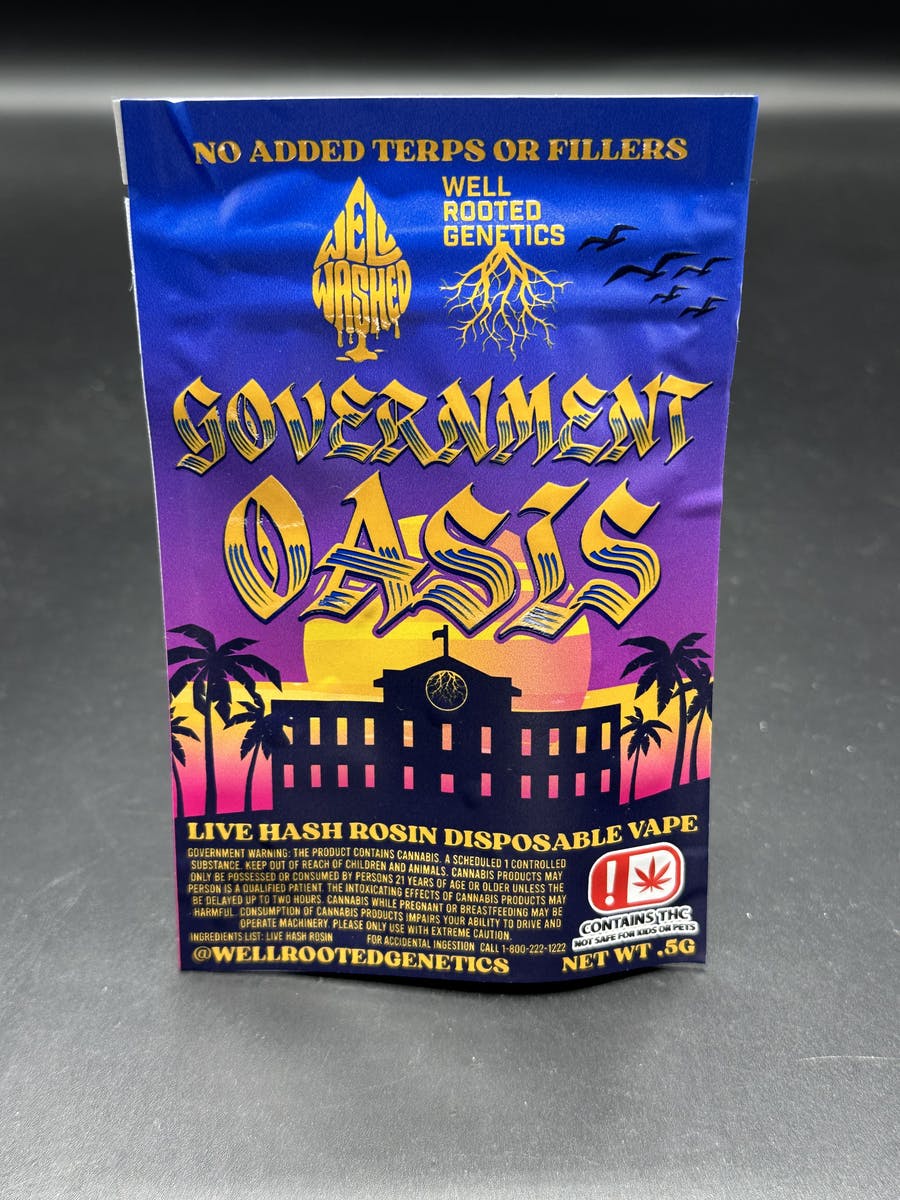 NO ADDED TERPS OR FILLERS
WELL
WASHED
WELL
ROOTED
GENETICS
GOVERNMENT
OASIS
LIVE HASH ROSIN DISPOSABLE VAPE
GOVERNMENT WARNING: THE PRODUCT CONTAINS CANNABIS. A SCHEDULED 1 CONTROLLED
SUBSTANCE. KEEP OUT OF REACH OF CHILDREN AND ANIMALS. CANNABIS PRODUCTS MAY
ONLY BE POSSESSED OR CONSUMED BY PERSONS 21 YEARS OF AGE OR OLDER UNLESS THE
PERSON IS A QUALIFIED PATIENT. THE INTOXICATING EFFECTS OF CANNABIS PRODUCTS MAY
BE DELAYED UP TO TWO HOURS. CANNABIS WHILE PREGNANT OR BREASTFEEDING MAY BE
HARMFUL. CONSUMPTION OF CANNABIS PRODUCTS IMPAIRS YOUR ABILITY TO DRIVE AND
OPERATE MACHINERY. PLEASE ONLY USE WITH EXTREME CAUTION.
INGREDIENTS LIST: LIVE HASH ROSIN FOR ACCIDENTAL INGESTION CALL 1-800-222-1222
!
CONTAINS THC
NOT SAFE FOR KIDS OR PETS
@WELLROOTEDGENETICS NET WT .5G